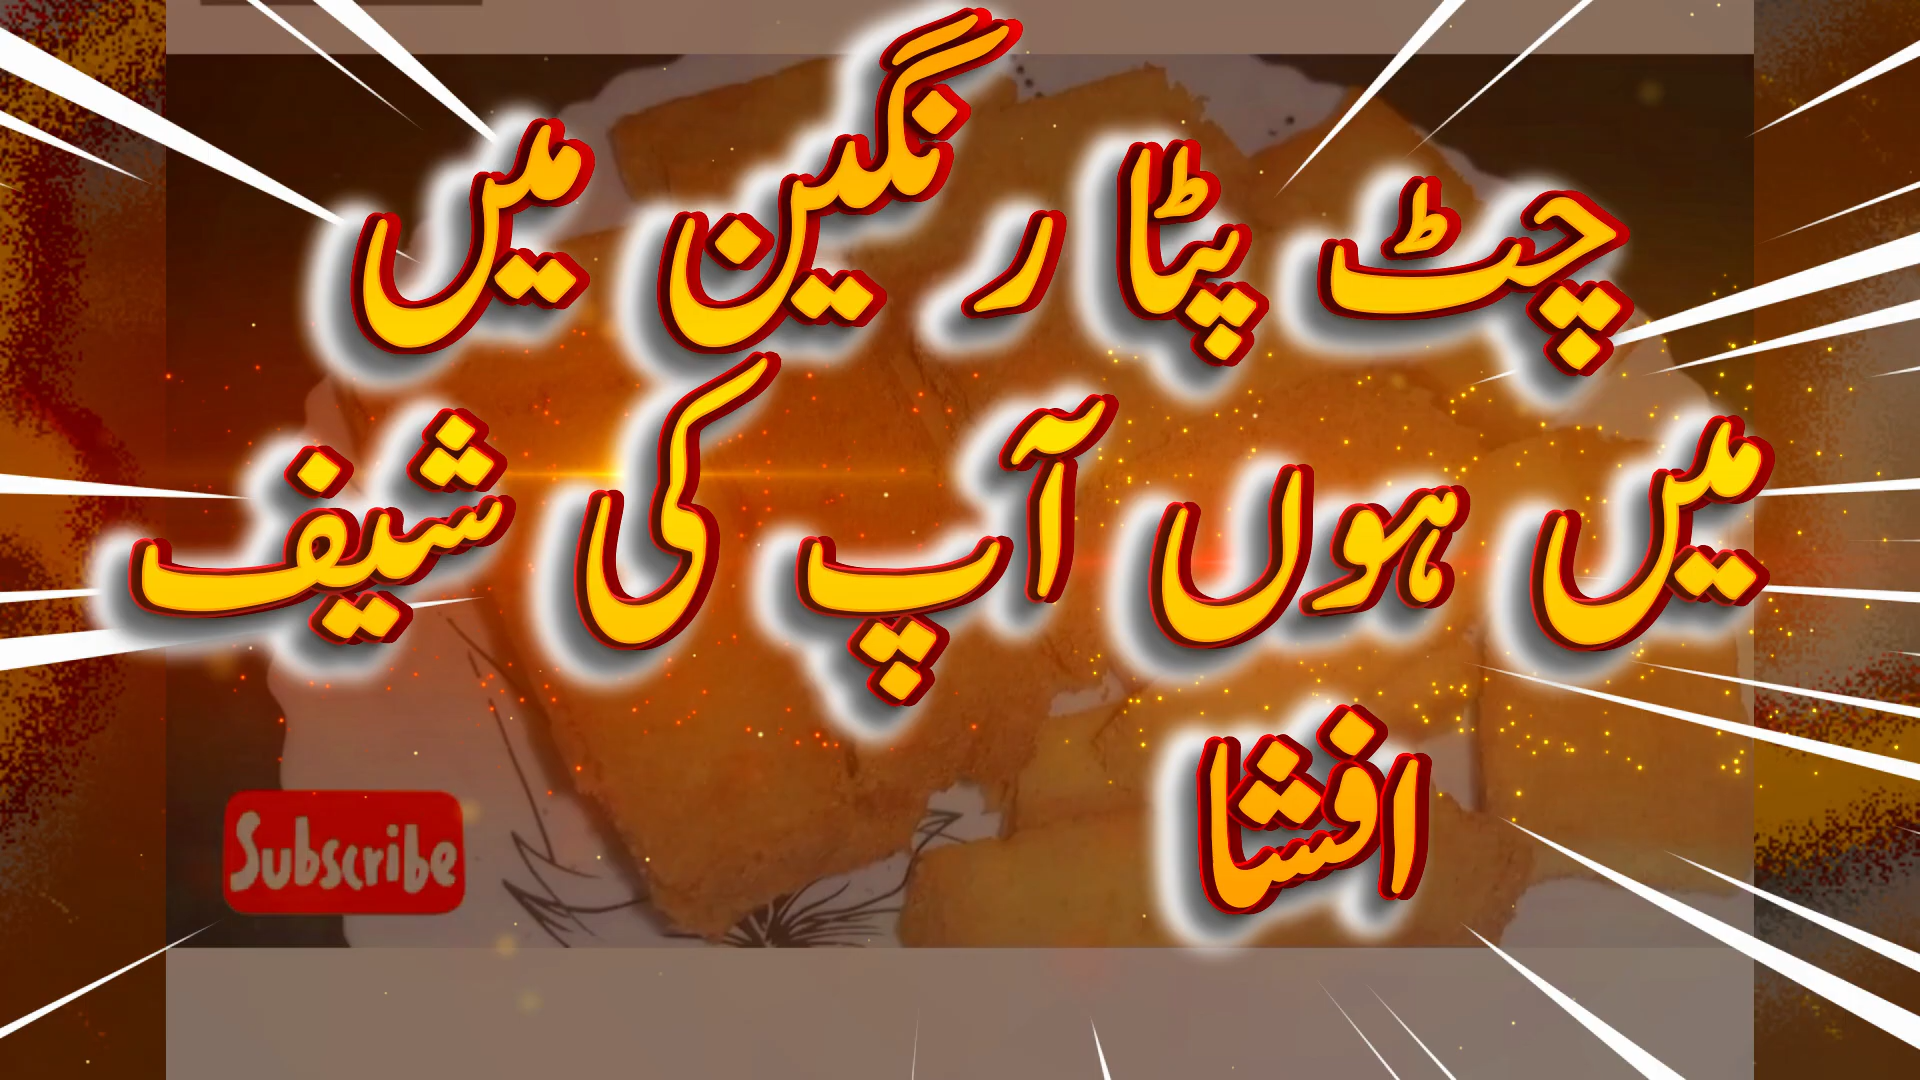 چٹ پٹا رنگین میں
میں ہوں آپ کی شیف
افشا
Subscribe